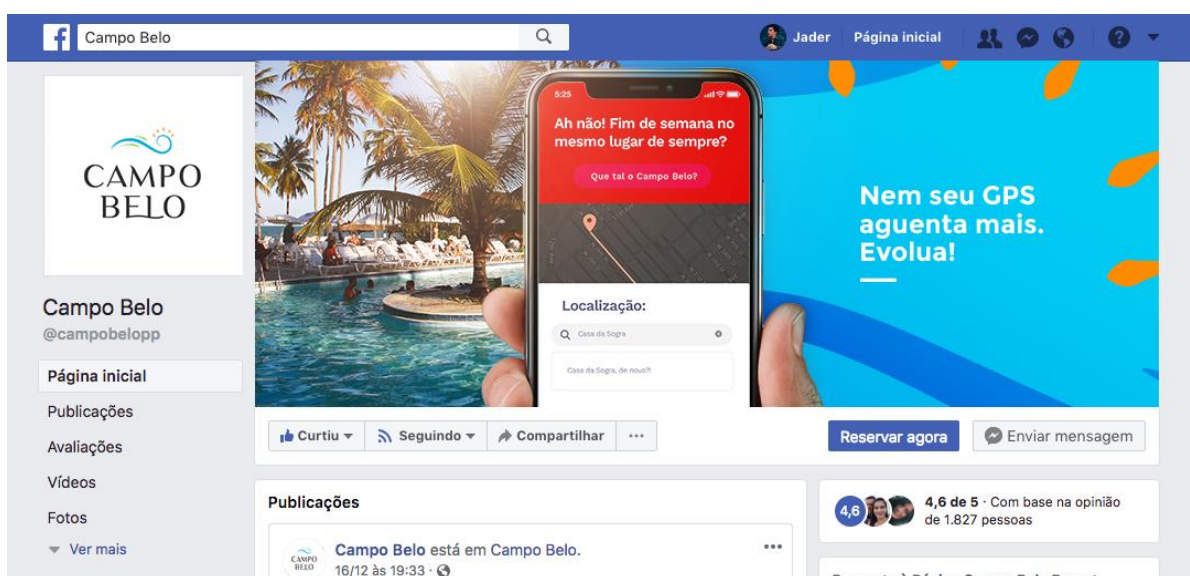 Campo Belo
Jader
Página inicial
CAMPO
BELO
Campo Belo
@campobelopp
Página inicial
Publicações
Avaliações
Vídeos
Fotos
Ver mais
5:25
Ah não! Fim de semana no
mesmo lugar de sempre?
Que tal o Campo Belo?
Localização:
Casa da Sogra
Casa da Sogra, de novo?!
Nem seu GPS
aguenta mais.
Evolua!
Curtiu
Seguindo
Compartilhar
Reservar agora
Enviar mensagem
Publicações
CAMPO
BELO
Campo Belo está em Campo Belo.
16/12 às 19:33
4,6
4,6 de 5 · Com base na opinião
de 1.827 pessoas